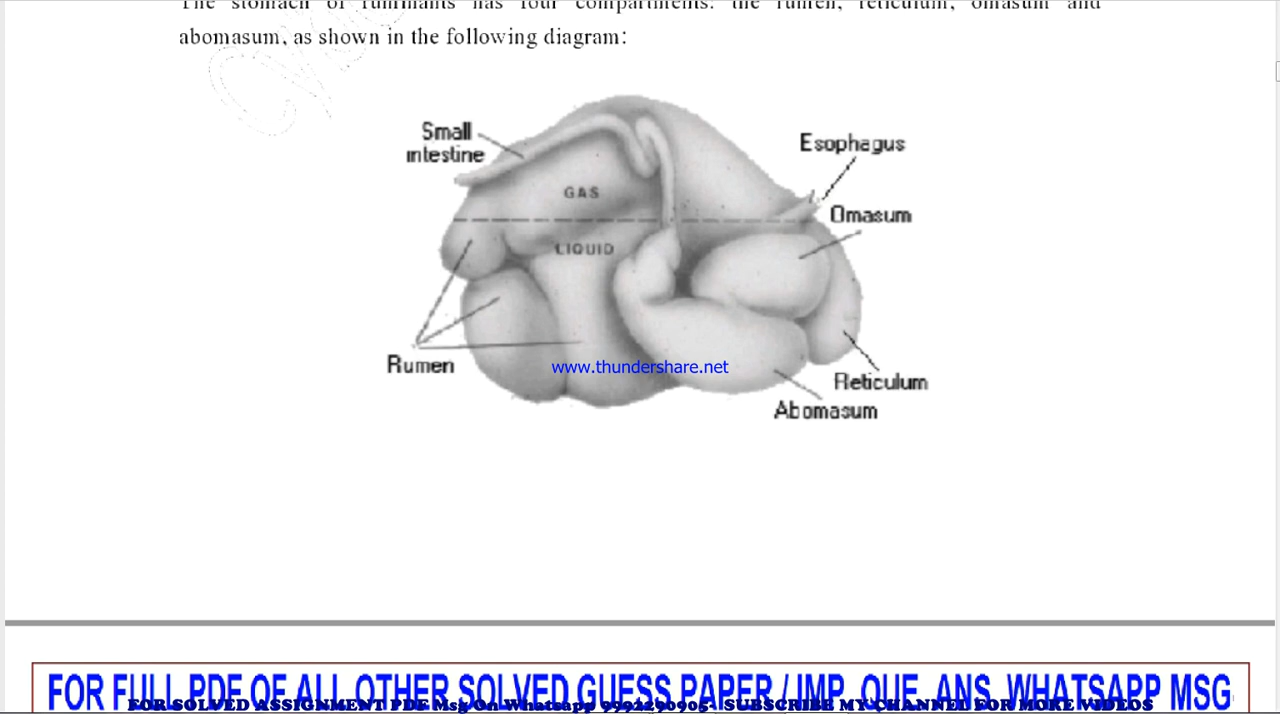 The stomach of ruminants has four compartments: the rumen, reticulum, omasum and
abomasum, as shown in the following diagram:
Small
intestine
Esophagus
GAS
Omasum
LIQUID
Rumen
www.thundershare.net
Reticulum
Abomasum
FOR FULL PDF OF ALL OTHER SOLVED GUESS PAPER / IMP. QUE. ANS. WHATSAPP MSG
FOR SOLVED ASSIGNMENT PDF Msg On Whatsapp 9992290905- SUBSCRIBE MY CHANNEL FOR MORE VIDEOS